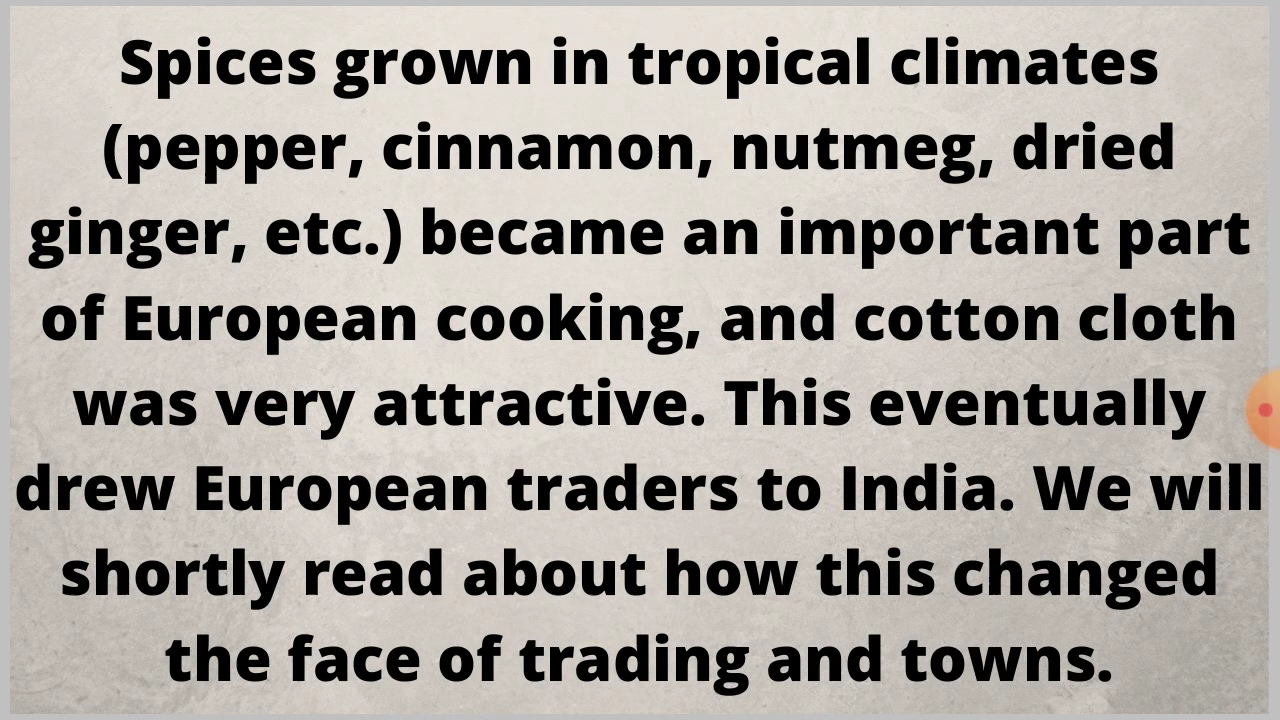 Spices grown in tropical climates
(pepper, cinnamon, nutmeg, dried
ginger, etc.) became an important part
of European cooking, and cotton cloth
was very attractive. This eventually
drew European traders to India. We will
shortly read about how this changed
the face of trading and towns.